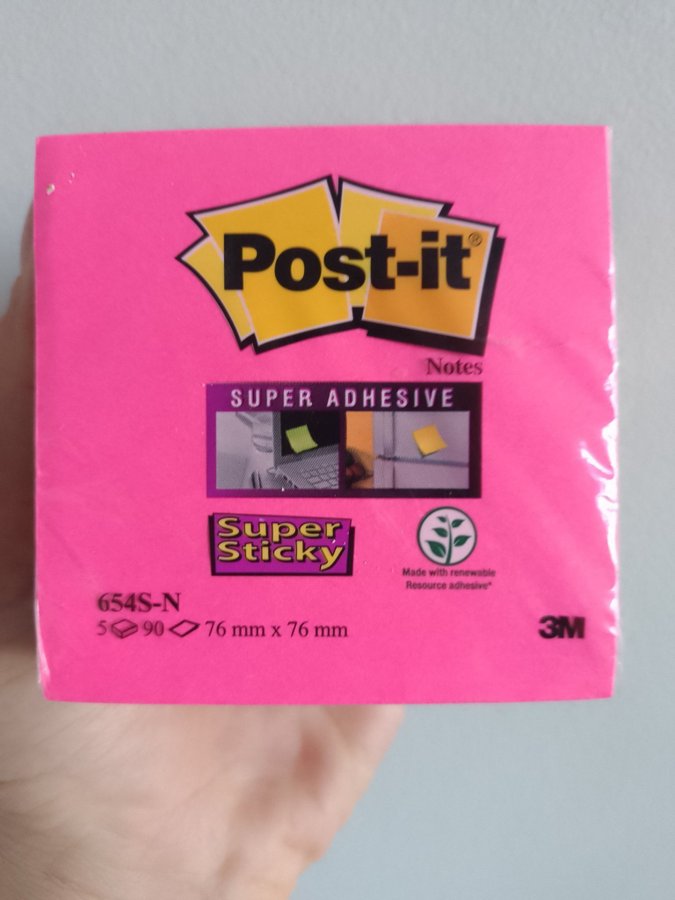 Post-it®
Notes
SUPER ADHESIVE
Super
Sticky
Made with renewable
Resource adhesive*
654S-N
5 90 76 mm x 76 mm
3M